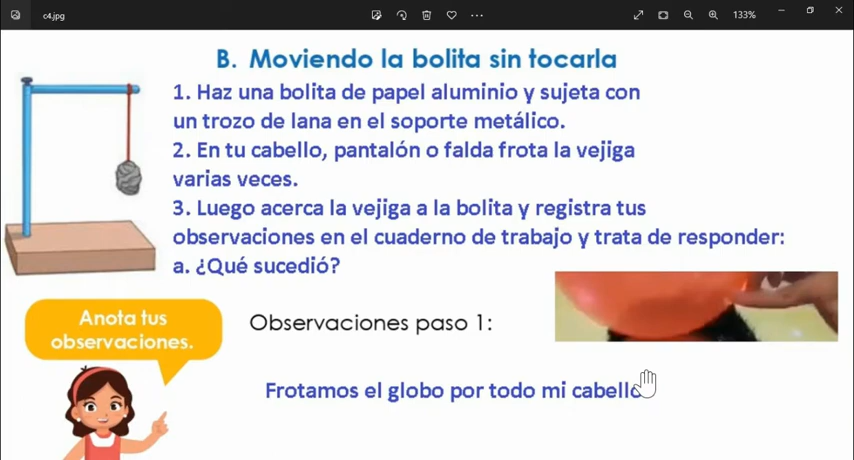 c4.jpg
133%
B. Moviendo la bolita sin tocarla
1. Haz una bolita de papel aluminio y sujeta con
un trozo de lana en el soporte metálico.
2. En tu cabello, pantalón o falda frota la vejiga
varias veces.
3. Luego acerca la vejiga a la bolita y registra tus
observaciones en el cuaderno de trabajo y trata de responder:
a. ¿Qué sucedió?
Anota tus
observaciones.
Observaciones paso 1:
Frotamos el globo por todo mi cabello